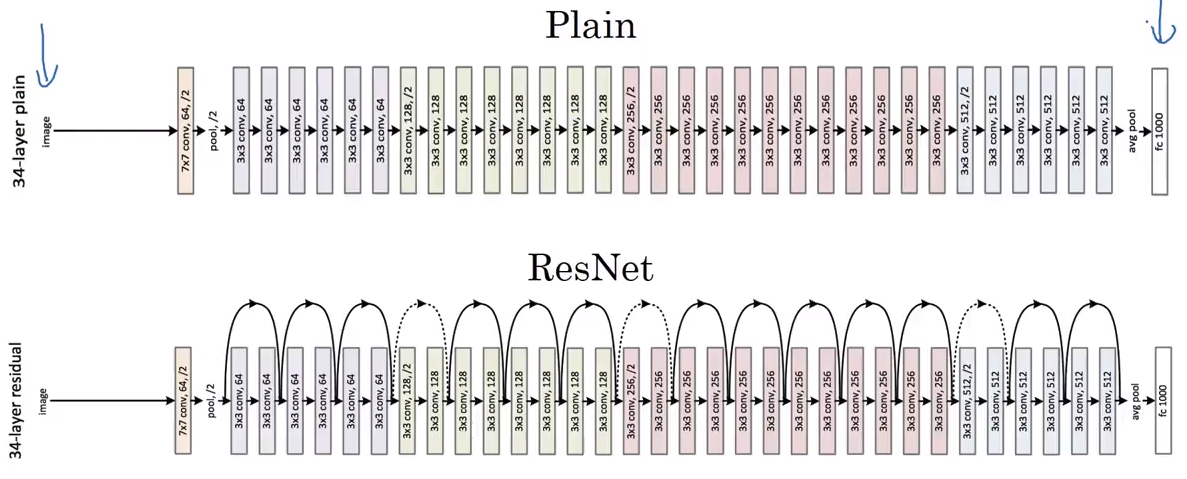 Plain
34-layer plain
image
7x7 conv, 64, /2
pool, /2
3x3 conv, 64
3x3 conv, 64
3x3 conv, 64
3x3 conv, 64
3x3 conv, 64
3x3 conv, 64
3x3 conv, 128, /2
3x3 conv, 128
3x3 conv, 128
3x3 conv, 128
3x3 conv, 128
3x3 conv, 128
3x3 conv, 128
3x3 conv, 128
3x3 conv, 256, /2
3x3 conv, 256
3x3 conv, 256
3x3 conv, 256
3x3 conv, 256
3x3 conv, 256
3x3 conv, 256
3x3 conv, 256
3x3 conv, 256
3x3 conv, 256
3x3 conv, 256
3x3 conv, 256
3x3 conv, 512, /2
3x3 conv, 512
3x3 conv, 512
3x3 conv, 512
3x3 conv, 512
3x3 conv, 512
avg pool
fc 1000
ResNet
34-layer residual
image
7x7 conv, 64, /2
pool, /2
3x3 conv, 64
3x3 conv, 64
3x3 conv, 64
3x3 conv, 64
3x3 conv, 64
3x3 conv, 64
3x3 conv, 128, /2
3x3 conv, 128
3x3 conv, 128
3x3 conv, 128
3x3 conv, 128
3x3 conv, 128
3x3 conv, 128
3x3 conv, 128
3x3 conv, 256, /2
3x3 conv, 256
3x3 conv, 256
3x3 conv, 256
3x3 conv, 256
3x3 conv, 256
3x3 conv, 256
3x3 conv, 256
3x3 conv, 256
3x3 conv, 256
3x3 conv, 256
3x3 conv, 256
3x3 conv, 512, /2
3x3 conv, 512
3x3 conv, 512
3x3 conv, 512
3x3 conv, 512
3x3 conv, 512
avg pool
fc 1000